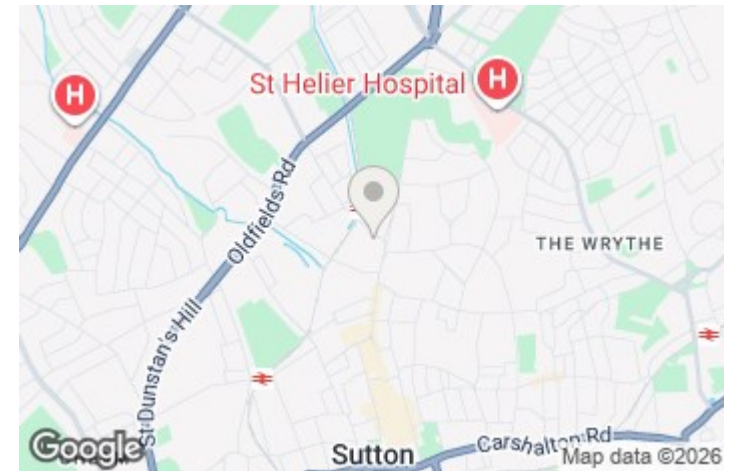 St Helier Hospital
H
H
Oldfields Rd
THE WRYTHE
St Dunstan's Hill
Carshalton Rd
Sutton
Google
Map data ©2026